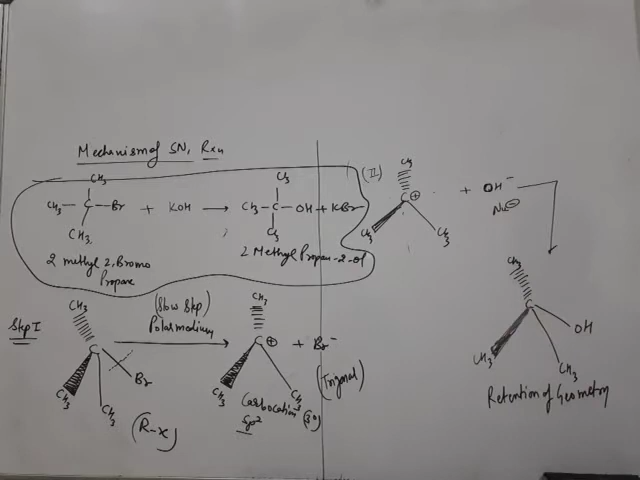 Mechanism of SN1 Rxn
CH3
CH3-C-Br + KOH → CH3-C-OH + KBr
CH3
CH3
CH3
2 methyl 2, Bromo
Propane
2 Methyl Propan-2-ol
Step I
CH3
C
CH3
CH3
Br
(R-X)
(Slow Step)
Polar medium
CH3
C⊕
CH3
CH3
+ Br⁻
(Trigonal)
Carbocation (3°)
Sp²
(II)
CH3
C⊕
CH3
CH3
+ OH⁻
Nu⊖
CH3
C
OH
CH3
CH3
Retention of Geometry